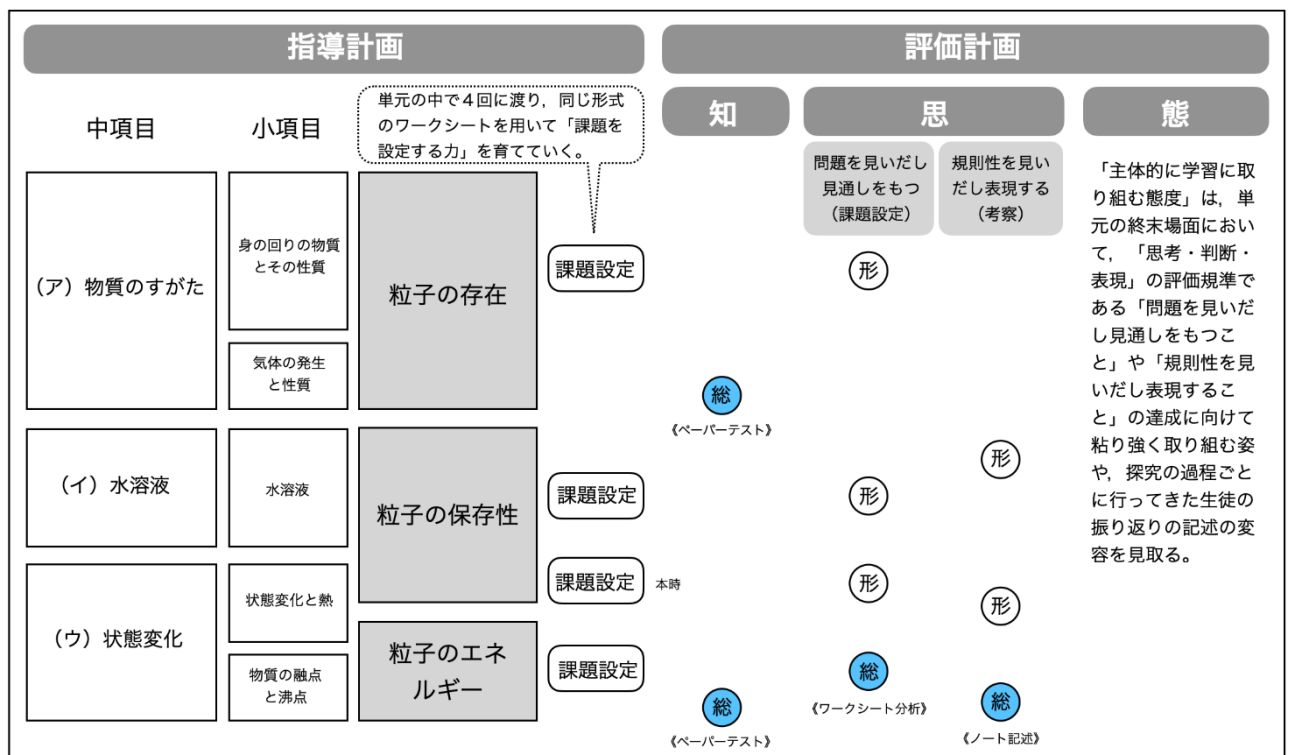 指導計画
評価計画
中項目
小項目
単元の中で４回に渡り，同じ形式
のワークシートを用いて「課題を
設定する力」を育てていく。
知
思
態
問題を見いだし
見通しをもつ
（課題設定）
規則性を見い
だし表現する
（考察）
「主体的に学習に取
り組む態度」は，単
元の終末場面におい
て，「思考・判断・
表現」の評価規準で
ある「問題を見いだ
し見通しをもつこ
と」や「規則性を見
いだし表現するこ
と」の達成に向けて
粘り強く取り組む姿
や，探究の過程ごと
に行ってきた生徒の
振り返りの記述の変
容を見取る。
（ア）物質のすがた
身の回りの物質
とその性質
気体の発生
と性質
粒子の存在
課題設定
形
総
《ペーパーテスト》
（イ）水溶液
水溶液
粒子の保存性
課題設定
形
形
（ウ）状態変化
状態変化と熱
課題設定
本時
形
形
物質の融点
と沸点
粒子のエネ
ルギー
課題設定
総
《ペーパーテスト》
総
《ワークシート分析》
総
《ノート記述》